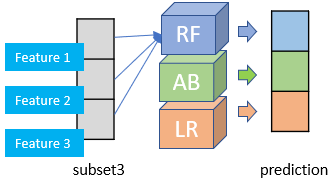 RF
Feature 1
AB
Feature 2
LR
Feature 3
subset3
prediction